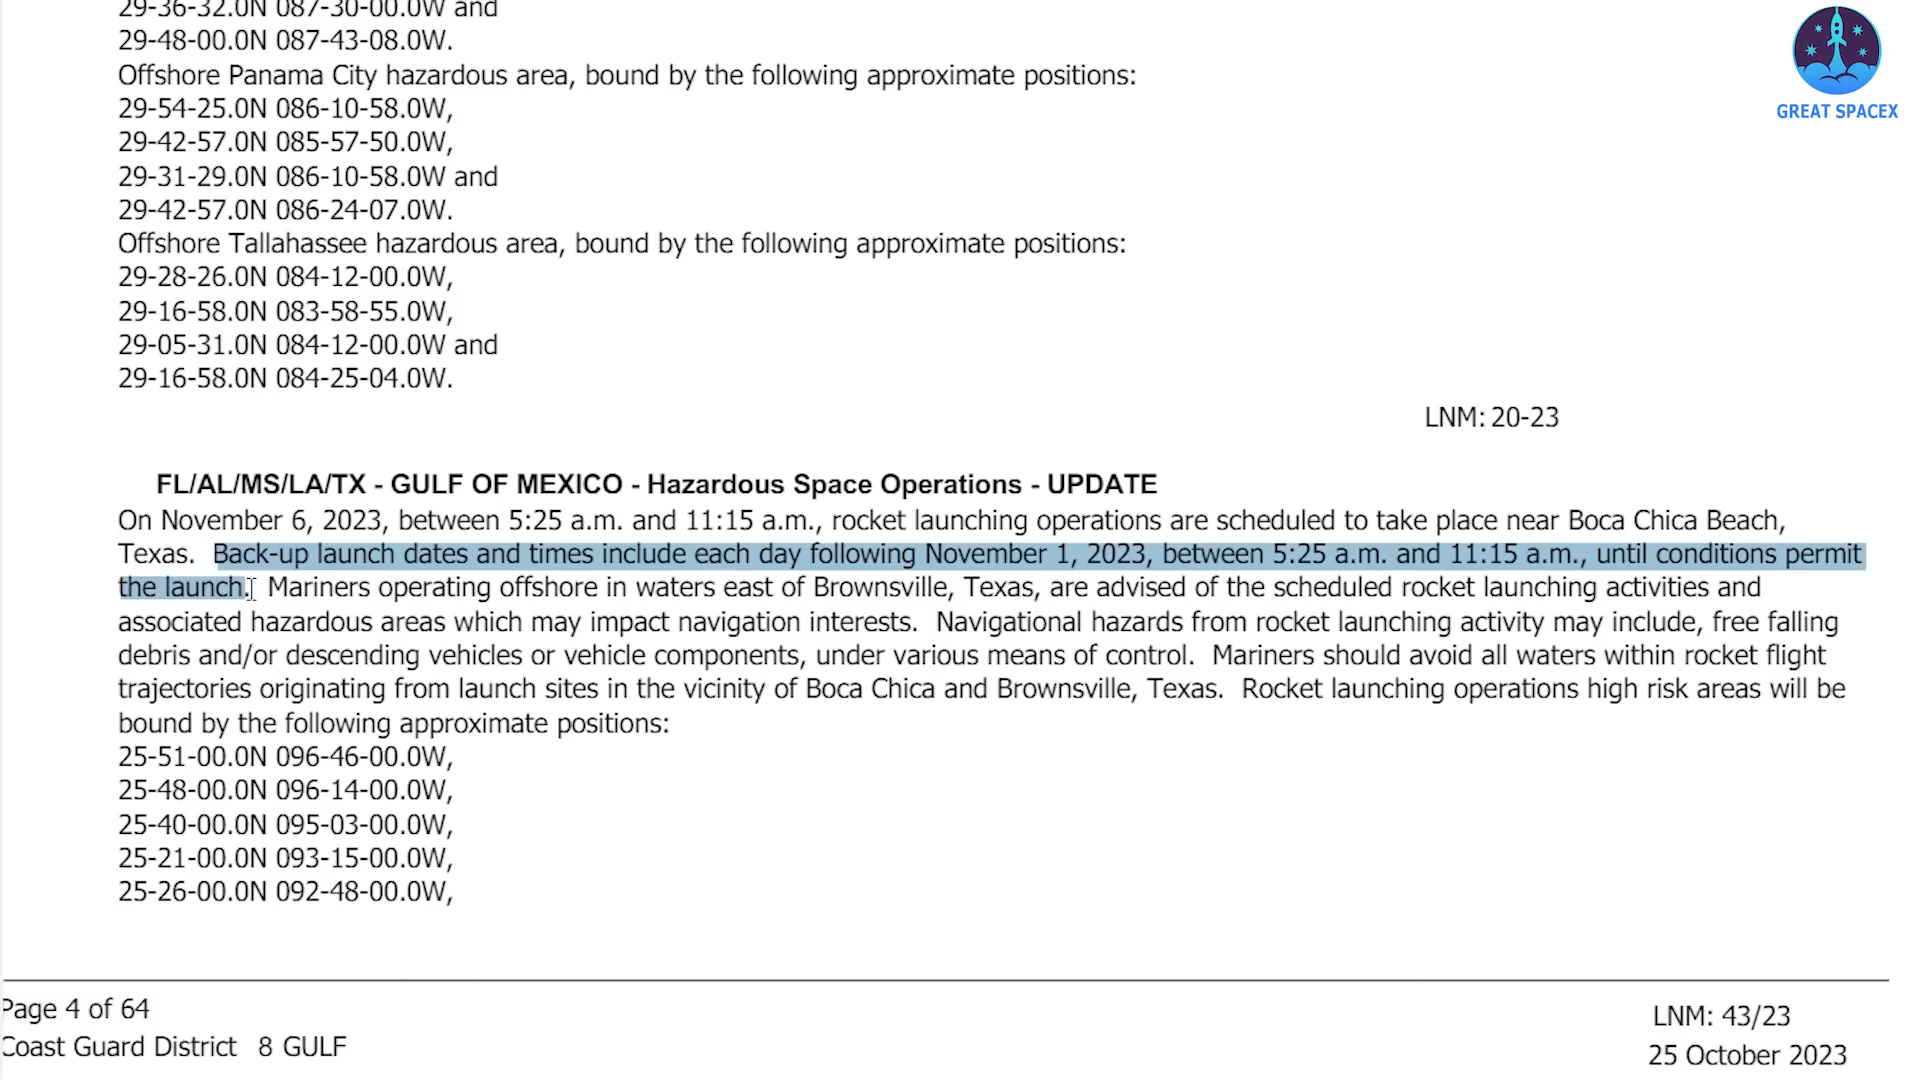 29-36-32.0N 087-30-00.0W and
29-48-00.0N 087-43-08.0W.
Offshore Panama City hazardous area, bound by the following approximate positions:
29-54-25.0N 086-10-58.0W,
29-42-57.0N 085-57-50.0W,
29-31-29.0N 086-10-58.0W and
29-42-57.0N 086-24-07.0W.
Offshore Tallahassee hazardous area, bound by the following approximate positions:
29-28-26.0N 084-12-00.0W,
29-16-58.0N 083-58-55.0W,
29-05-31.0N 084-12-00.0W and
29-16-58.0N 084-25-04.0W.
LNM: 20-23
FL/AL/MS/LA/TX - GULF OF MEXICO - Hazardous Space Operations - UPDATE
On November 6, 2023, between 5:25 a.m. and 11:15 a.m., rocket launching operations are scheduled to take place near Boca Chica Beach,
Texas. Back-up launch dates and times include each day following November 1, 2023, between 5:25 a.m. and 11:15 a.m., until conditions permit
the launch. Mariners operating offshore in waters east of Brownsville, Texas, are advised of the scheduled rocket launching activities and
associated hazardous areas which may impact navigation interests. Navigational hazards from rocket launching activity may include, free falling
debris and/or descending vehicles or vehicle components, under various means of control. Mariners should avoid all waters within rocket flight
trajectories originating from launch sites in the vicinity of Boca Chica and Brownsville, Texas. Rocket launching operations high risk areas will be
bound by the following approximate positions:
25-51-00.0N 096-46-00.0W,
25-48-00.0N 096-14-00.0W,
25-40-00.0N 095-03-00.0W,
25-21-00.0N 093-15-00.0W,
25-26-00.0N 092-48-00.0W,
Page 4 of 64
Coast Guard District 8 GULF
LNM: 43/23
25 October 2023
GREAT SPACEX